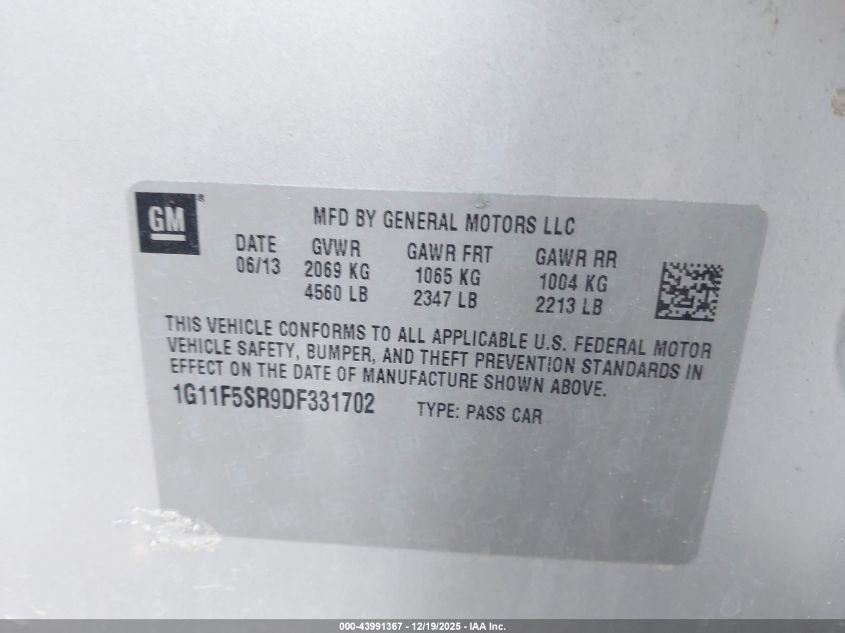 GM ®
MFD BY GENERAL MOTORS LLC
DATE GVWR GAWR FRT GAWR RR
06/13 2069 KG 1065 KG 1004 KG
4560 LB 2347 LB 2213 LB
THIS VEHICLE CONFORMS TO ALL APPLICABLE U.S. FEDERAL MOTOR
VEHICLE SAFETY, BUMPER, AND THEFT PREVENTION STANDARDS IN
EFFECT ON THE DATE OF MANUFACTURE SHOWN ABOVE.
1G11F5SR9DF331702 TYPE: PASS CAR
000-43991367 - 12/19/2025 - IAA Inc.